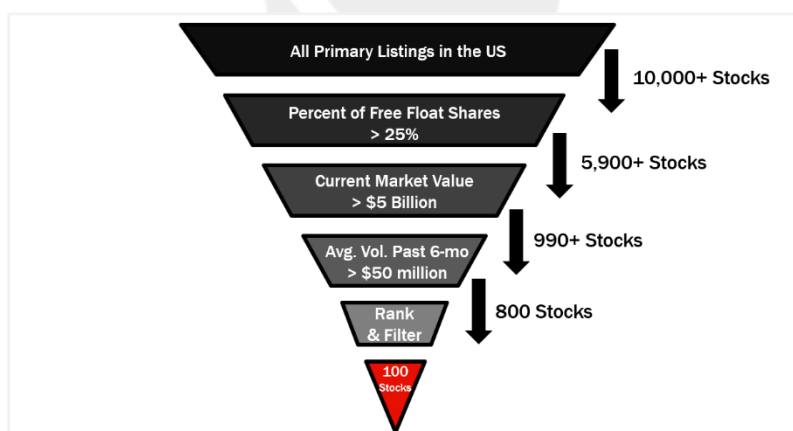 All Primary Listings in the US
10,000+ Stocks
Percent of Free Float Shares
> 25%
5,900+ Stocks
Current Market Value
> $5 Billion
990+ Stocks
Avg. Vol. Past 6-mo
> $50 million
800 Stocks
Rank
& Filter
100
Stocks